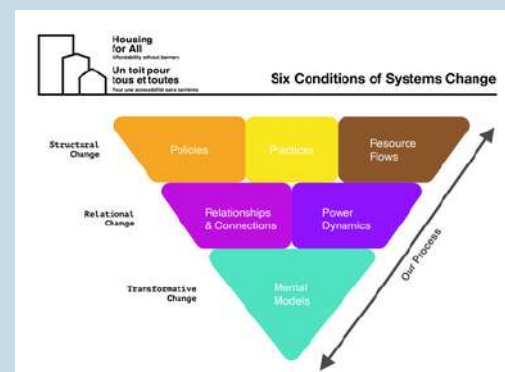 Housing
for All
Affordability without barriers
Un toit pour
tous et toutes
Pour une accessibilité sans barrières
Six Conditions of Systems Change
Structural
Change
Policies
Practices
Resource
Flows
Relational
Change
Relationships
& Connections
Power
Dynamics
Transformative
Change
Mental
Models
Our Process